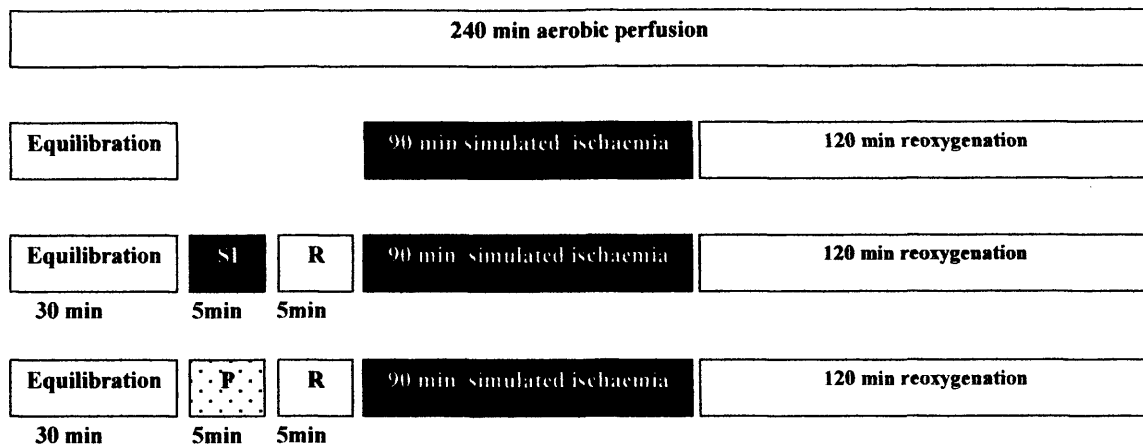 240 min aerobic perfusion
Equilibration 90 min simulated ischaemia 120 min reoxygenation
Equilibration SI R 90 min simulated ischaemia 120 min reoxygenation
30 min 5min 5min
Equilibration P R 90 min simulated ischaemia 120 min reoxygenation
30 min 5min 5min